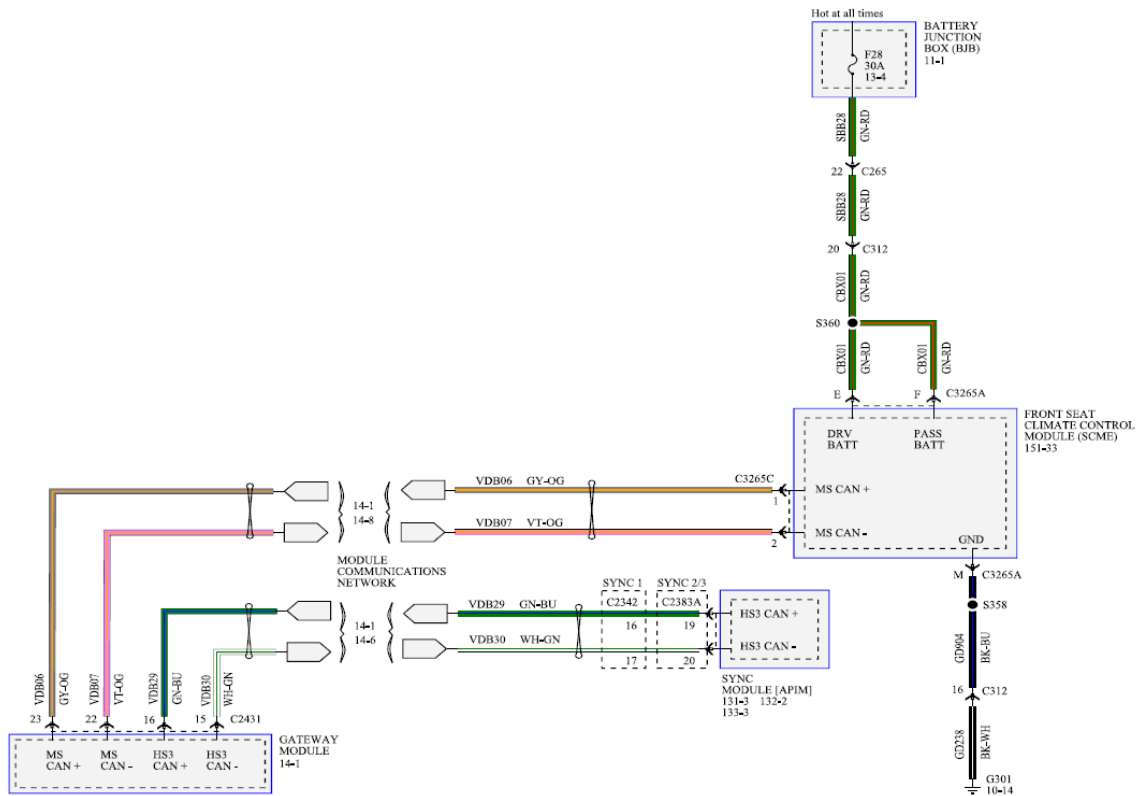 Hot at all times
BATTERY
JUNCTION
BOX (BJB)
11-1
F28
30A
13-4
SBB28
GN-RD
22
C265
SBB28
GN-RD
20
C312
CBX01
GN-RD
S360
CBX01
GN-RD
CBX01
GN-RD
E
F
C3265A
FRONT SEAT
CLIMATE CONTROL
MODULE (SCME)
151-33
DRV
BATT
PASS
BATT
C3265C
VDB06
GY-OG
1
MS CAN +
14-1
14-8
VDB07
VT-OG
2
MS CAN -
GND
M
C3265A
S358
MODULE
COMMUNICATIONS
NETWORK
SYNC 1
SYNC 2/3
VDB29
GN-BU
C2342
C2383A
16
19
HS3 CAN +
14-1
14-6
VDB30
WH-GN
17
20
HS3 CAN -
SYNC
MODULE [APIM]
131-3 132-2
133-3
GD904
BK-BU
16
C312
GD238
BK-WH
G301
10-14
VDB06
GY-OG
VDB07
VT-OG
VDB29
GN-BU
VDB30
WH-GN
23
22
16
15
C2431
GATEWAY
MODULE
14-1
MS
CAN +
MS
CAN -
HS3
CAN +
HS3
CAN -